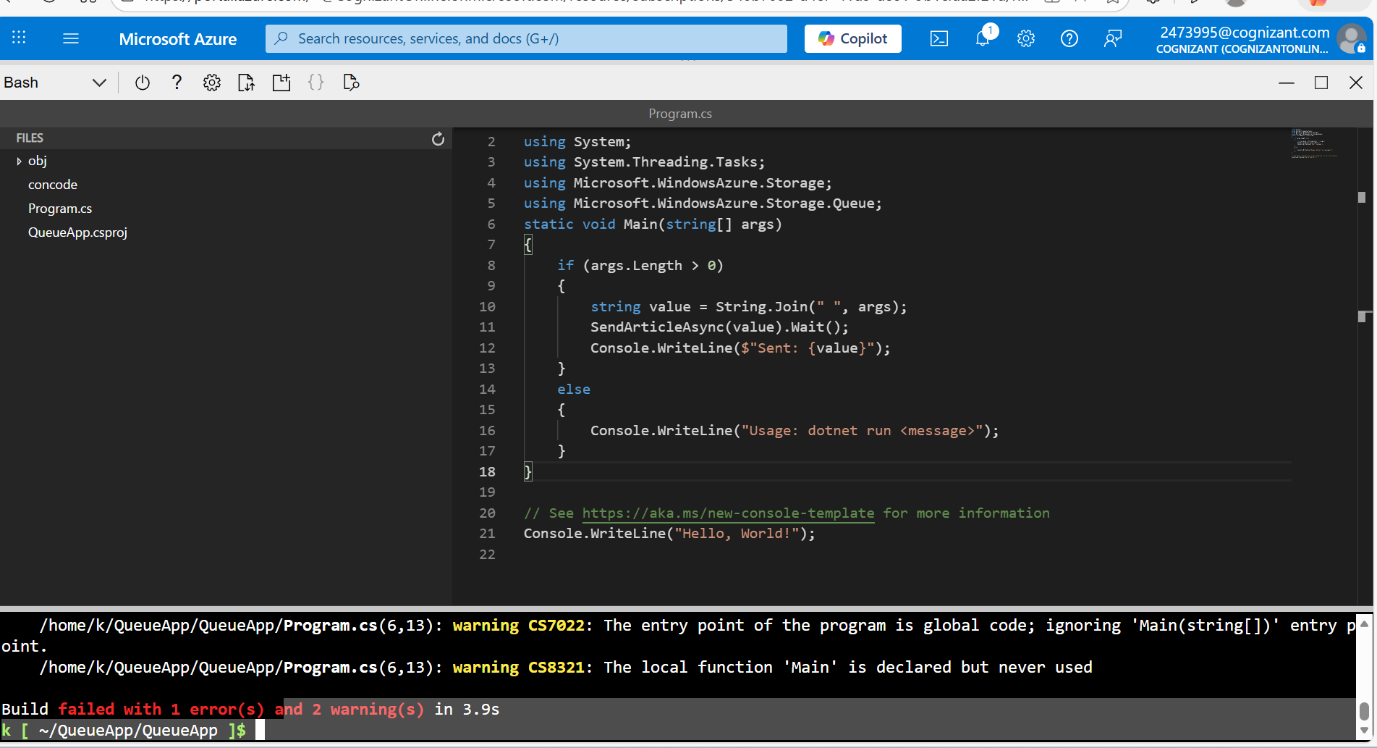 Microsoft Azure
Search resources, services, and docs (G+/)
Copilot
1
2473995@cognizant.com
COGNIZANT (COGNIZANTONLIN...
Bash
Program.cs
FILES
obj
concode
Program.cs
QueueApp.csproj
2 using System;
3 using System.Threading.Tasks;
4 using Microsoft.WindowsAzure.Storage;
5 using Microsoft.WindowsAzure.Storage.Queue;
6 static void Main(string[] args)
7 {
8 if (args.Length > 0)
9 {
10 string value = String.Join(" ", args);
11 SendArticleAsync(value).Wait();
12 Console.WriteLine($"Sent: {value}");
13 }
14 else
15 {
16 Console.WriteLine("Usage: dotnet run <message>");
17 }
18 }
19
20 // See https://aka.ms/new-console-template for more information
21 Console.WriteLine("Hello, World!");
22
/home/k/QueueApp/QueueApp/Program.cs(6,13): warning CS7022: The entry point of the program is global code; ignoring 'Main(string[])' entry p
oint.
/home/k/QueueApp/QueueApp/Program.cs(6,13): warning CS8321: The local function 'Main' is declared but never used
Build failed with 1 error(s) and 2 warning(s) in 3.9s
k [ ~/QueueApp/QueueApp ]$